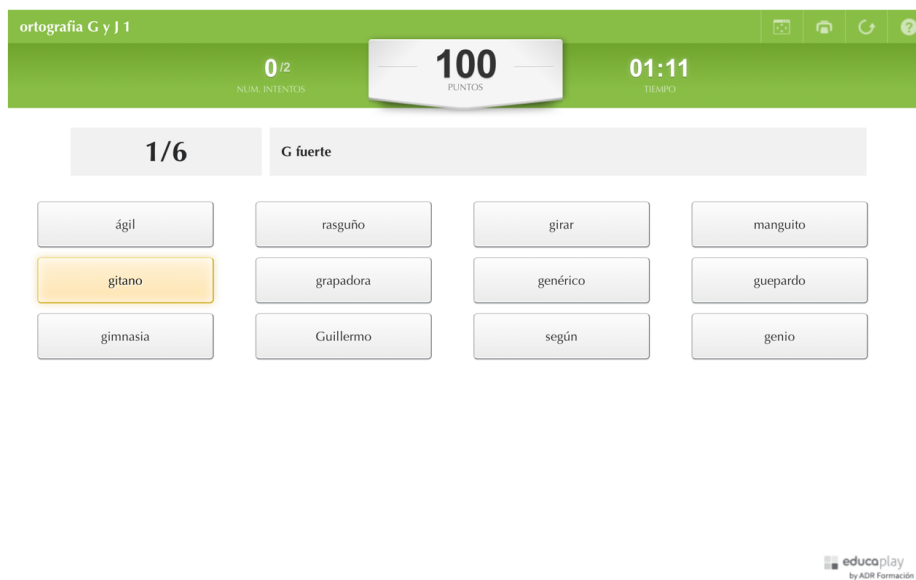 ortografia G y J 1
0 /2
NUM. INTENTOS
100
PUNTOS
01:11
TIEMPO
1/6
G fuerte
ágil
rasguño
girar
manguito
gitano
grapadora
genérico
guepardo
gimnasia
Guillermo
según
genio
educaplay
by ADR Formación